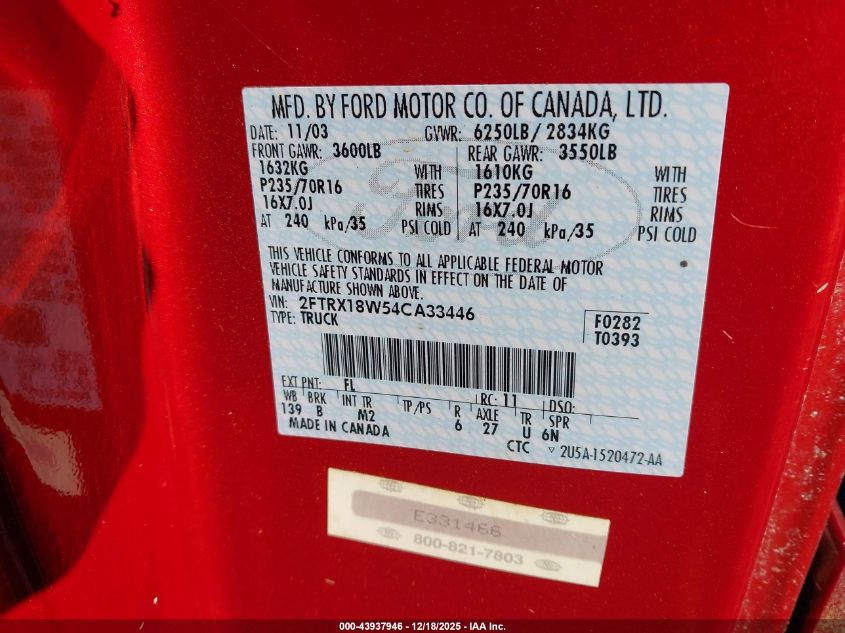 MFD. BY FORD MOTOR CO. OF CANADA, LTD.
DATE: 11/03 GVWR: 6250LB/ 2834KG
FRONT GAWR: 3600LB REAR GAWR: 3550LB
1632KG WITH 1610KG WITH
P235/70R16 TIRES P235/70R16 TIRES
16X7.0J RIMS 16X7.0J RIMS
AT 240 kPa/35 PSI COLD AT 240 kPa/35 PSI COLD
Ford
THIS VEHICLE CONFORMS TO ALL APPLICABLE FEDERAL MOTOR
VEHICLE SAFETY STANDARDS IN EFFECT ON THE DATE OF
MANUFACTURE SHOWN ABOVE.
VIN: 2FTRX18W54CA33446
TYPE: TRUCK
F0282
T0393
EXT PNT: FL RC: 11 DSO:
WB BRK INT TR TP/PS R AXLE TR SPR
139 B M2 6 27 U 6N
MADE IN CANADA
CTC ▿ 2U5A-1520472-AA
E331466
800-821-7803
000-43937946 - 12/18/2025 - IAA Inc.